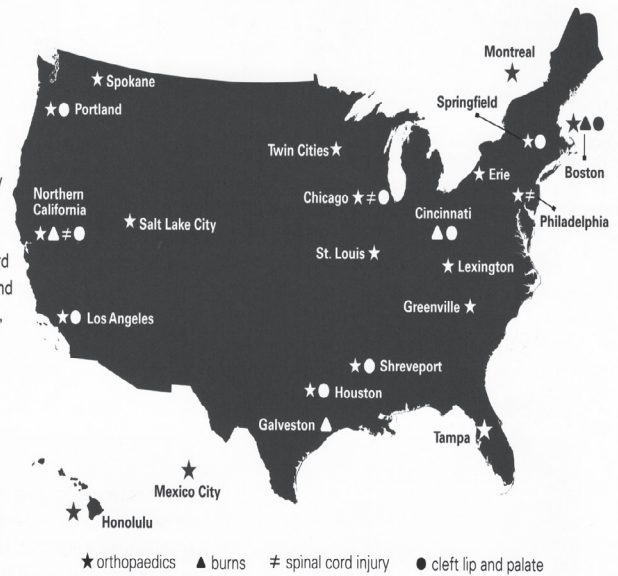 Montreal
Spokane
Springfield
Portland
Twin Cities
Boston
Erie
Northern
California
Chicago ≠
Cincinnati
≠
Philadelphia
Salt Lake City
≠
St. Louis
Lexington
rd
nd
Greenville
Los Angeles
Shreveport
Houston
Galveston
Tampa
Mexico City
Honolulu
★ orthopaedics ▲ burns ≠ spinal cord injury ● cleft lip and palate